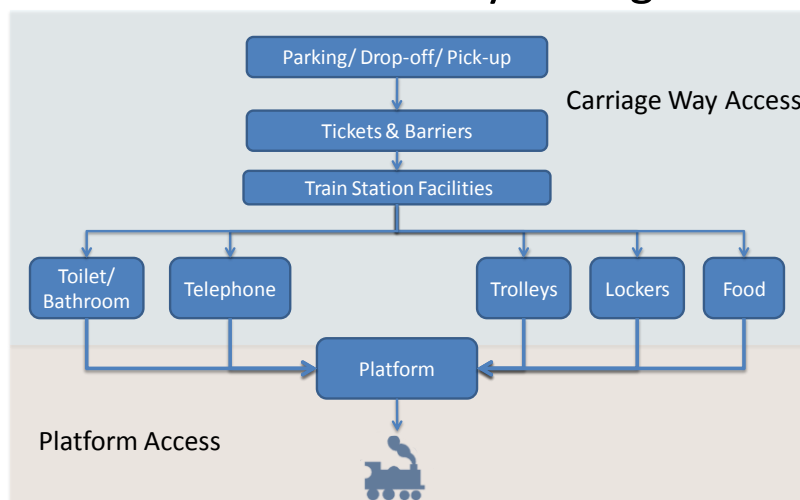 Parking/ Drop-off/ Pick-up
Carriage Way Access
Tickets & Barriers
Train Station Facilities
Toilet/
Bathroom
Telephone
Trolleys
Lockers
Food
Platform
Platform Access